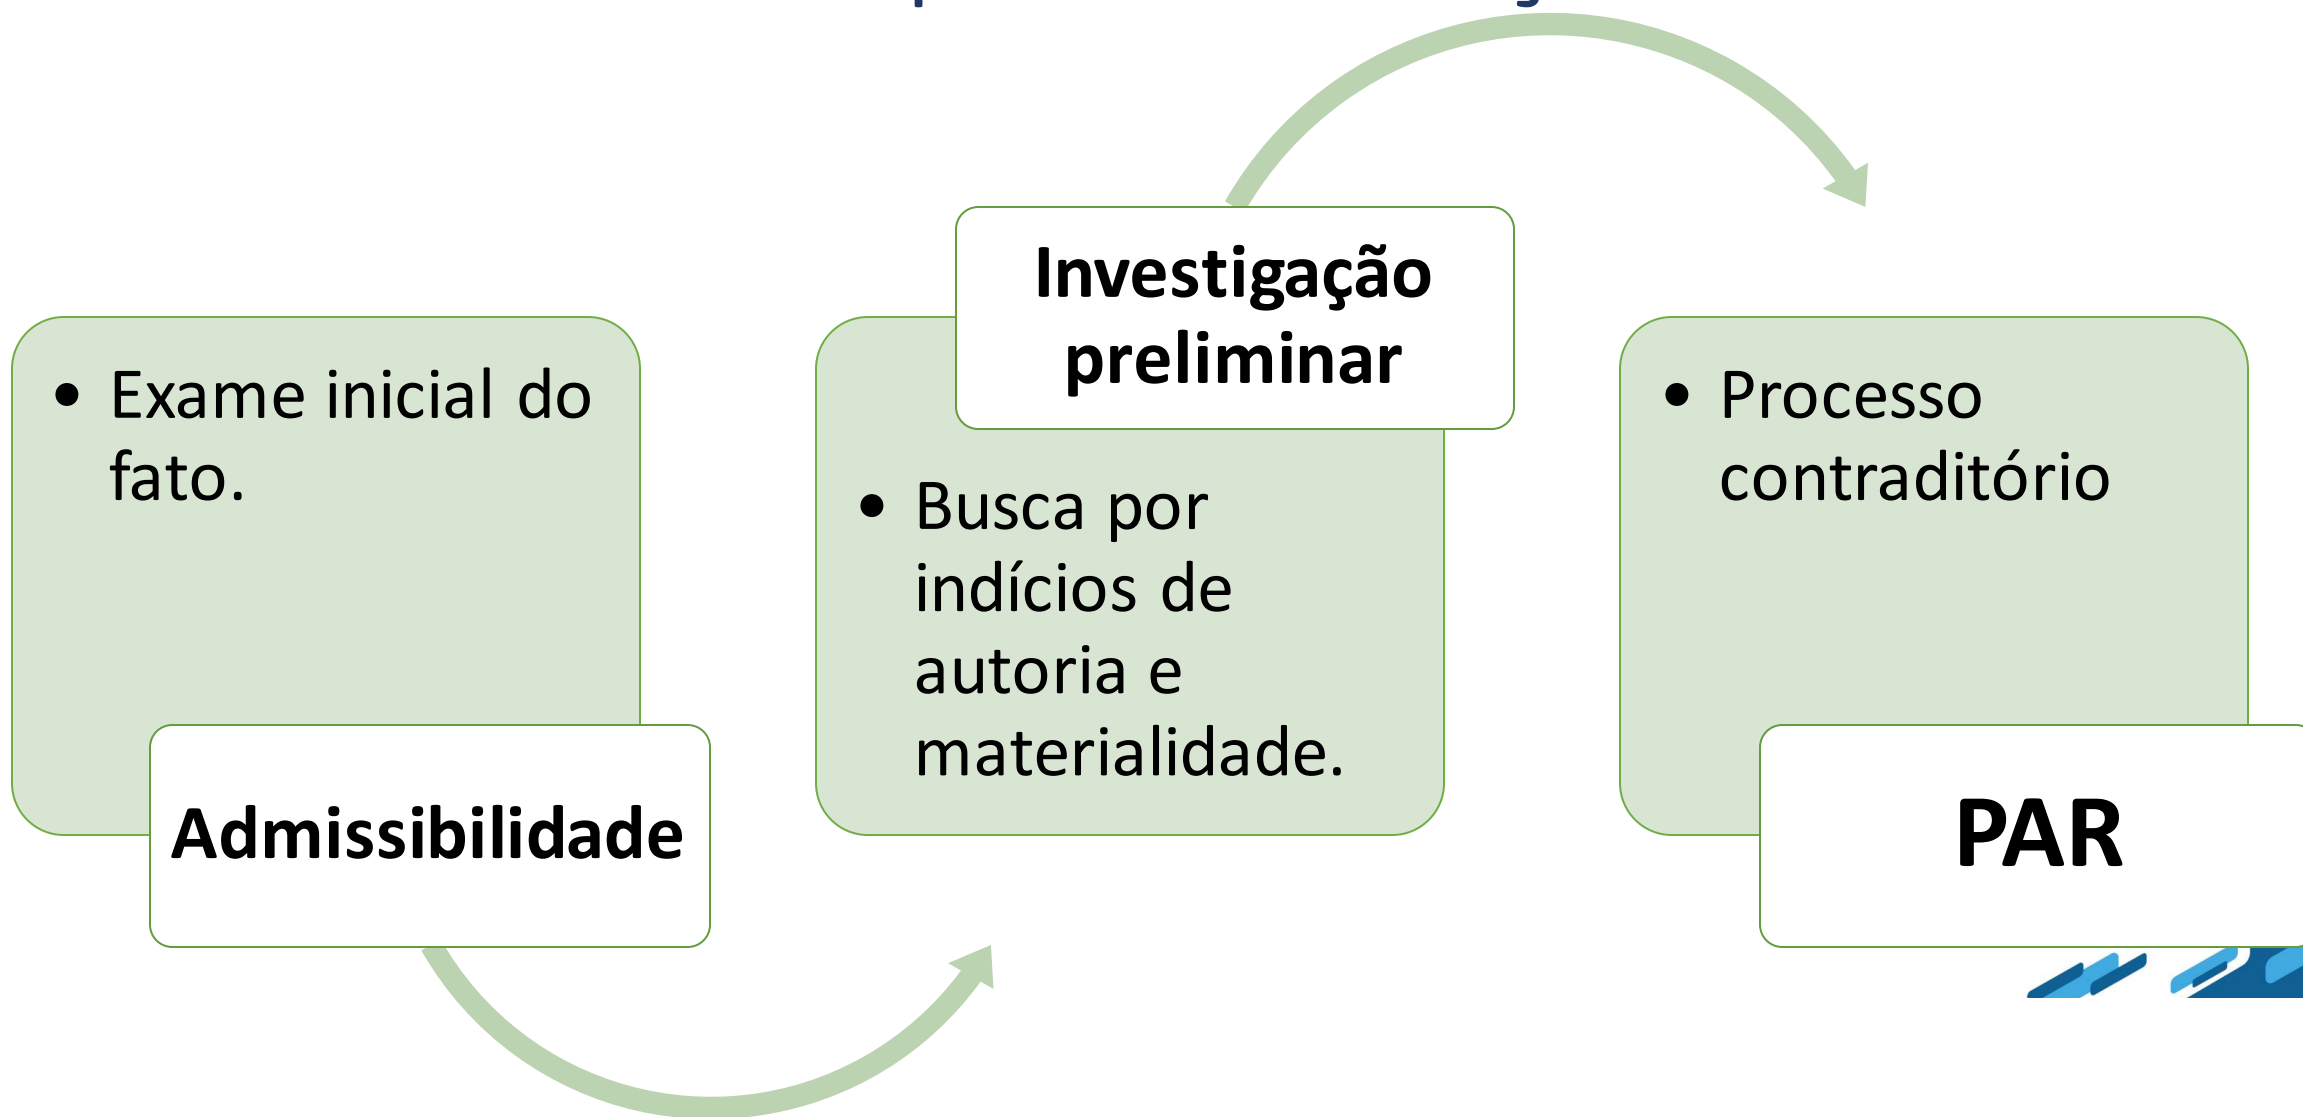 • Exame inicial do
fato.
Admissibilidade
Investigação
preliminar
• Busca por
indícios de
autoria e
materialidade.
• Processo
contraditório
PAR